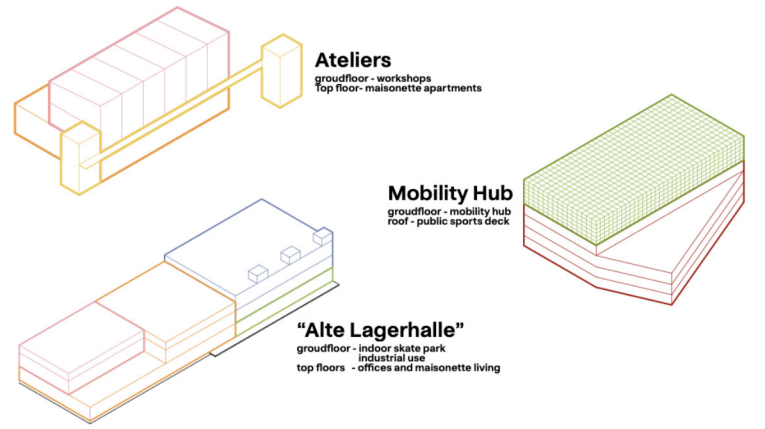 Ateliers
groudfloor - workshops
Top floor- maisonette apartments
Mobility Hub
groudfloor - mobility hub
roof - public sports deck
“Alte Lagerhalle”
groudfloor - indoor skate park
industrial use
top floors - offices and maisonette living